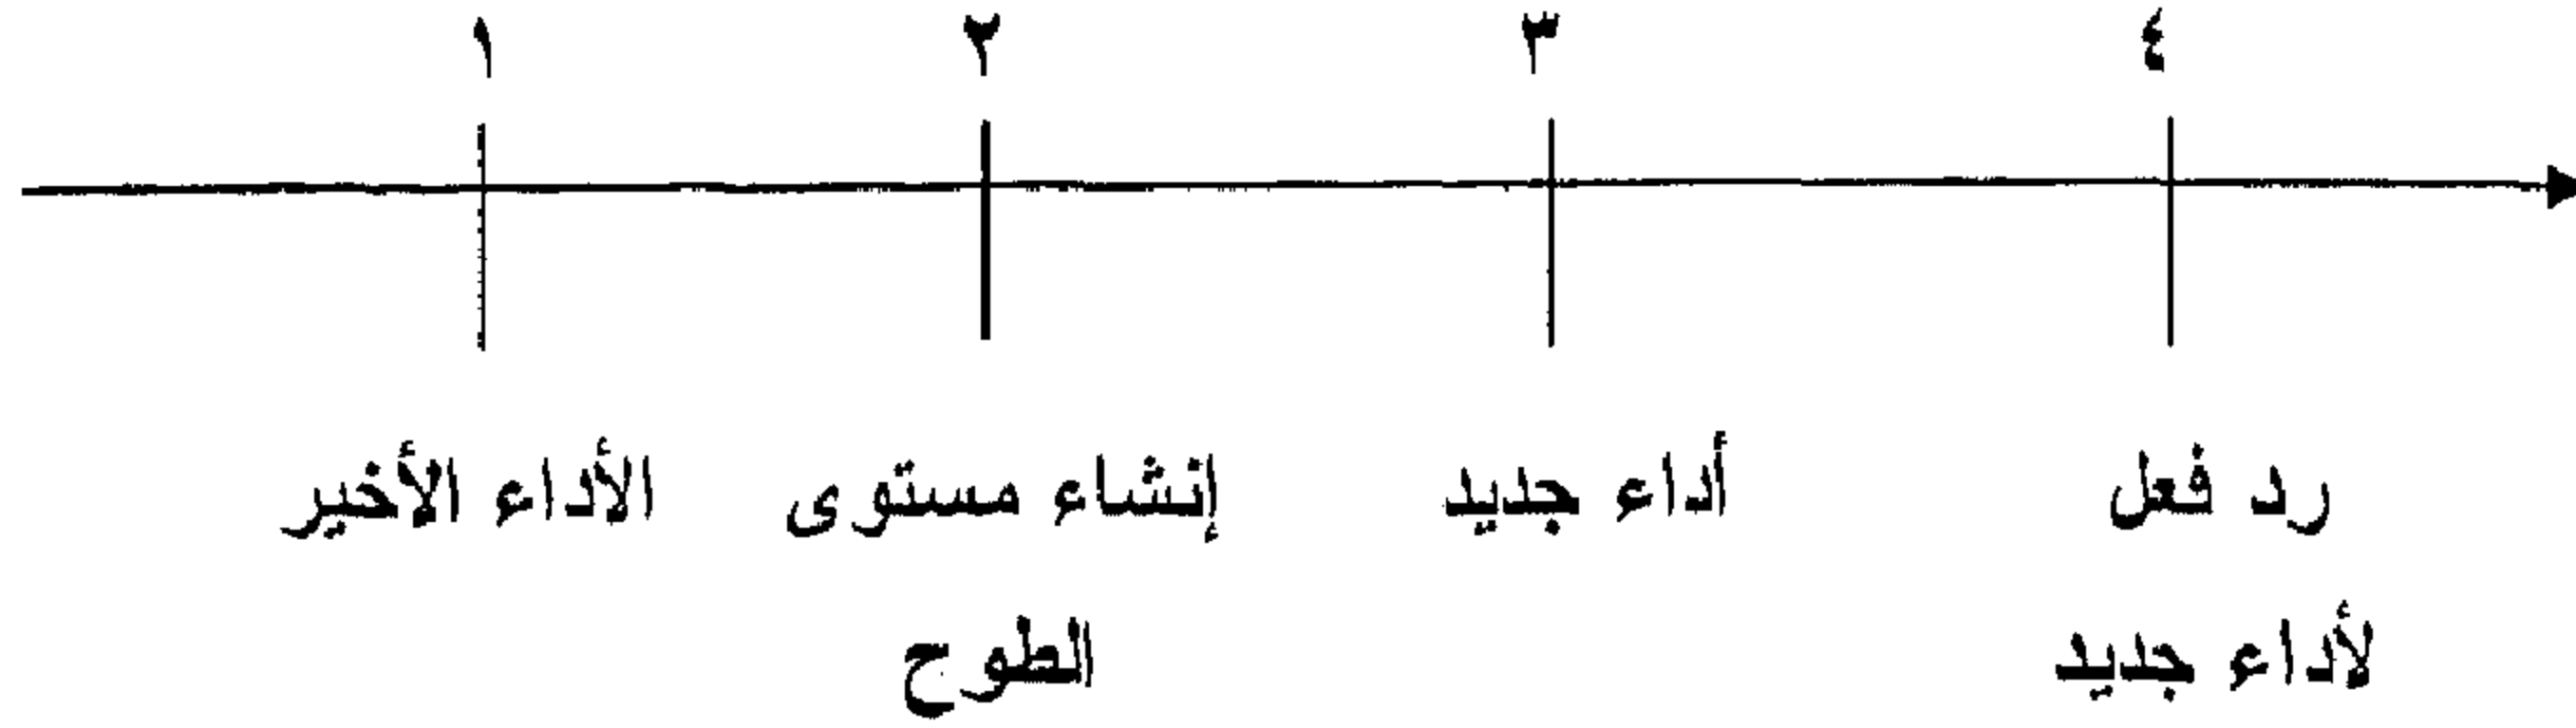 ١ ٢ ٣ ٤
الأداء الأخير
إنشاء مستوى
الطوح
أداء جديد
رد فعل
لأداء جديد